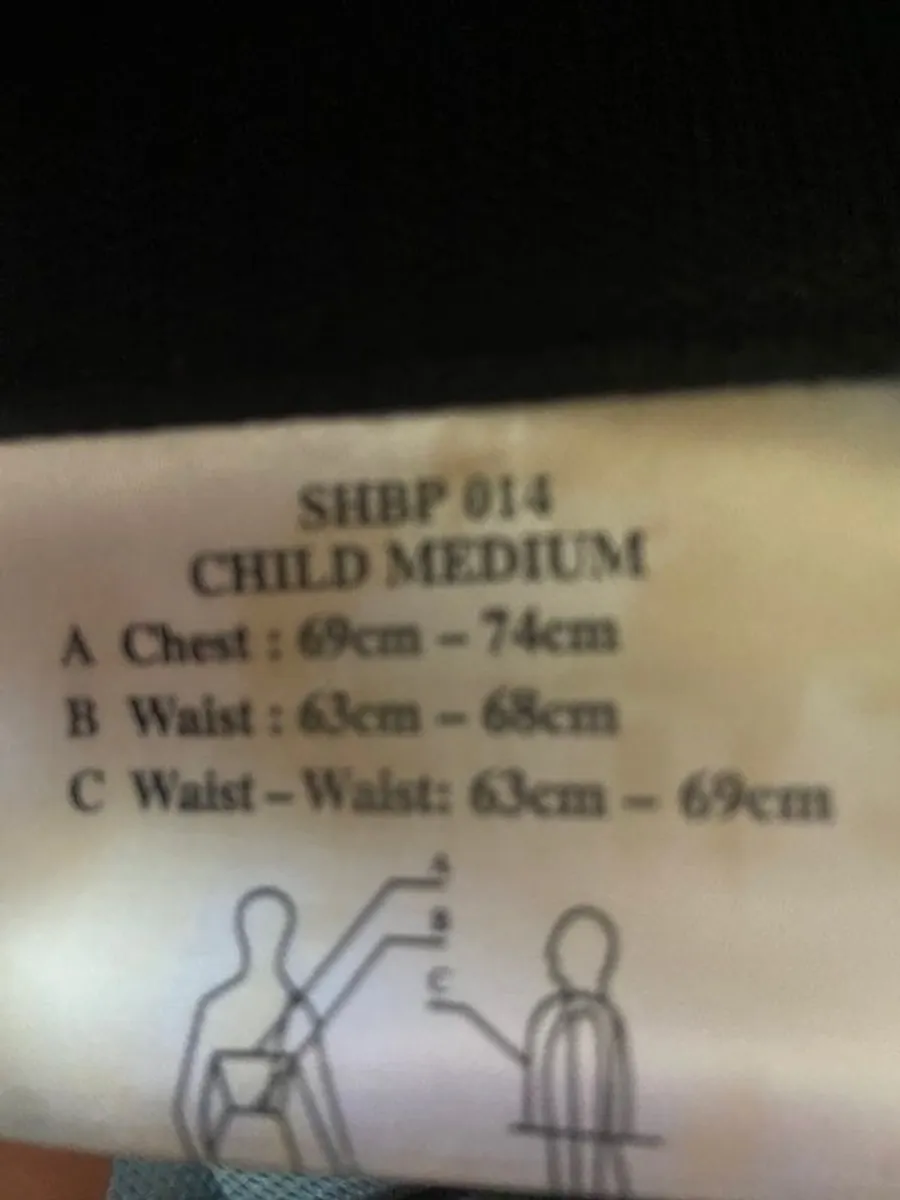 SHBP 014
CHILD MEDIUM
A Chest : 69cm – 74cm
B Waist : 63cm – 68cm
C Waist – Waist: 63cm – 69cm
A
B
C